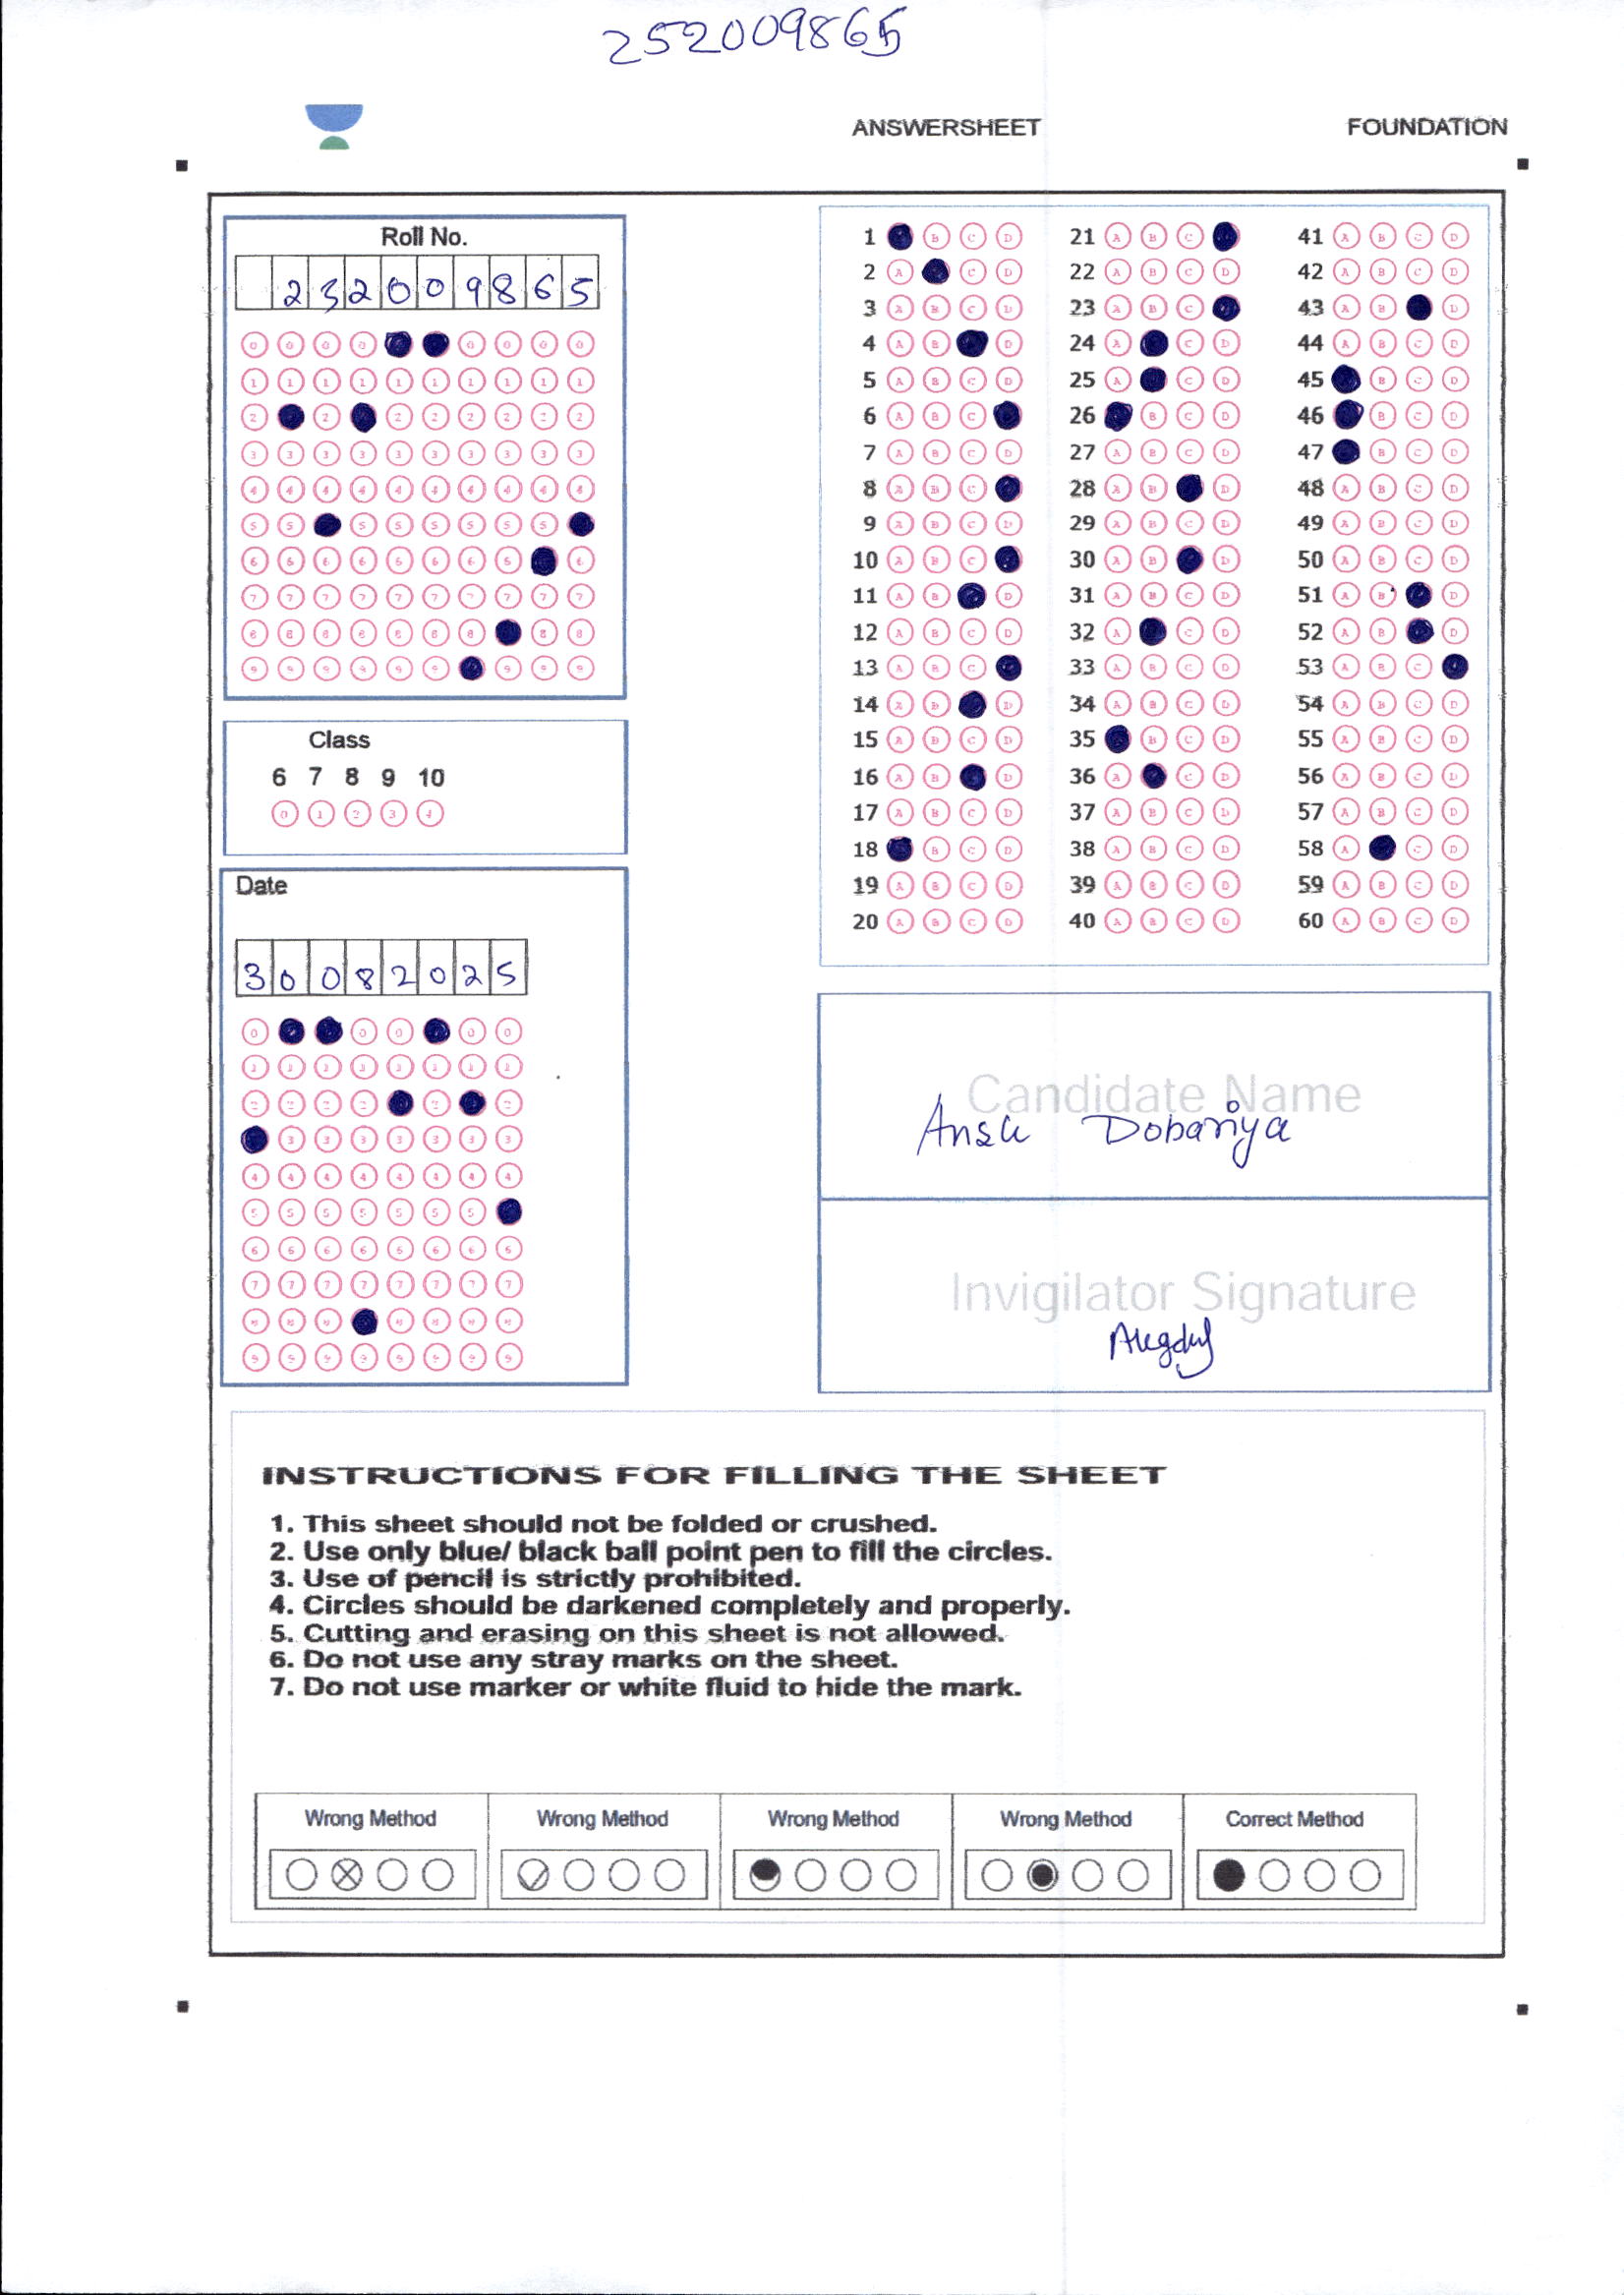 252009865
ANSWERSHEET FOUNDATION
Roll No.
2 3 2 0 0 9 8 6 5
Class
6 7 8 9 10
Date
3 0 0 8 2 0 2 5
1 B C D
2 A C D
3 A B C D
4 A B D
5 A B C D
6 A B C
7 A B C D
8 A B C
9 A B C D
10 A B C
11 A B D
12 A B C D
13 A B C
14 A B D
15 A B C D
16 A B D
17 A B C D
18 B C D
19 A B C D
20 A B C D
21 A B C
22 A B C D
23 A B C
24 A C D
25 A C D
26 B C D
27 A B C D
28 A B D
29 A B C D
30 A B D
31 A B C D
32 A C D
33 A B C D
34 A B C D
35 B C D
36 A C D
37 A B C D
38 A B C D
39 A B C D
40 A B C D
41 A B C D
42 A B C D
43 A B D
44 A B C D
45 B C D
46 B C D
47 B C D
48 A B C D
49 A B C D
50 A B C D
51 A B D
52 A B D
53 A B C
54 A B C D
55 A B C D
56 A B C D
57 A B C D
58 A C D
59 A B C D
60 A B C D
Candidate Name
Dobariya
Invigilator Signature
INSTRUCTIONS FOR FILLING THE SHEET
1. This sheet should not be folded or crushed.
2. Use only blue/ black ball point pen to fill the circles.
3. Use of pencil is strictly prohibited.
4. Circles should be darkened completely and properly.
5. Cutting and erasing on this sheet is not allowed.
6. Do not use any stray marks on the sheet.
7. Do not use marker or white fluid to hide the mark.
Wrong Method Wrong Method Wrong Method Wrong Method Correct Method